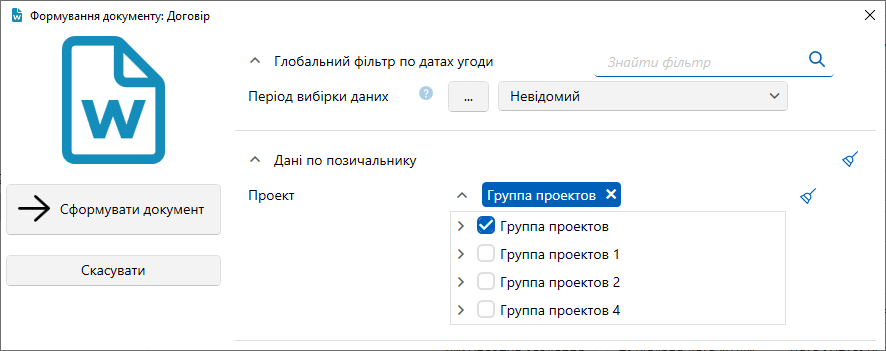 Формування документу: Договір
W
Глобальний фільтр по датах угоди
Знайти фільтр
Період вибірки даних
?
...
Невідомий
Дані по позичальнику
Сформувати документ
Проект
Группа проектов
Группа проектов
Группа проектов 1
Скасувати
Группа проектов 2
Группа проектов 4